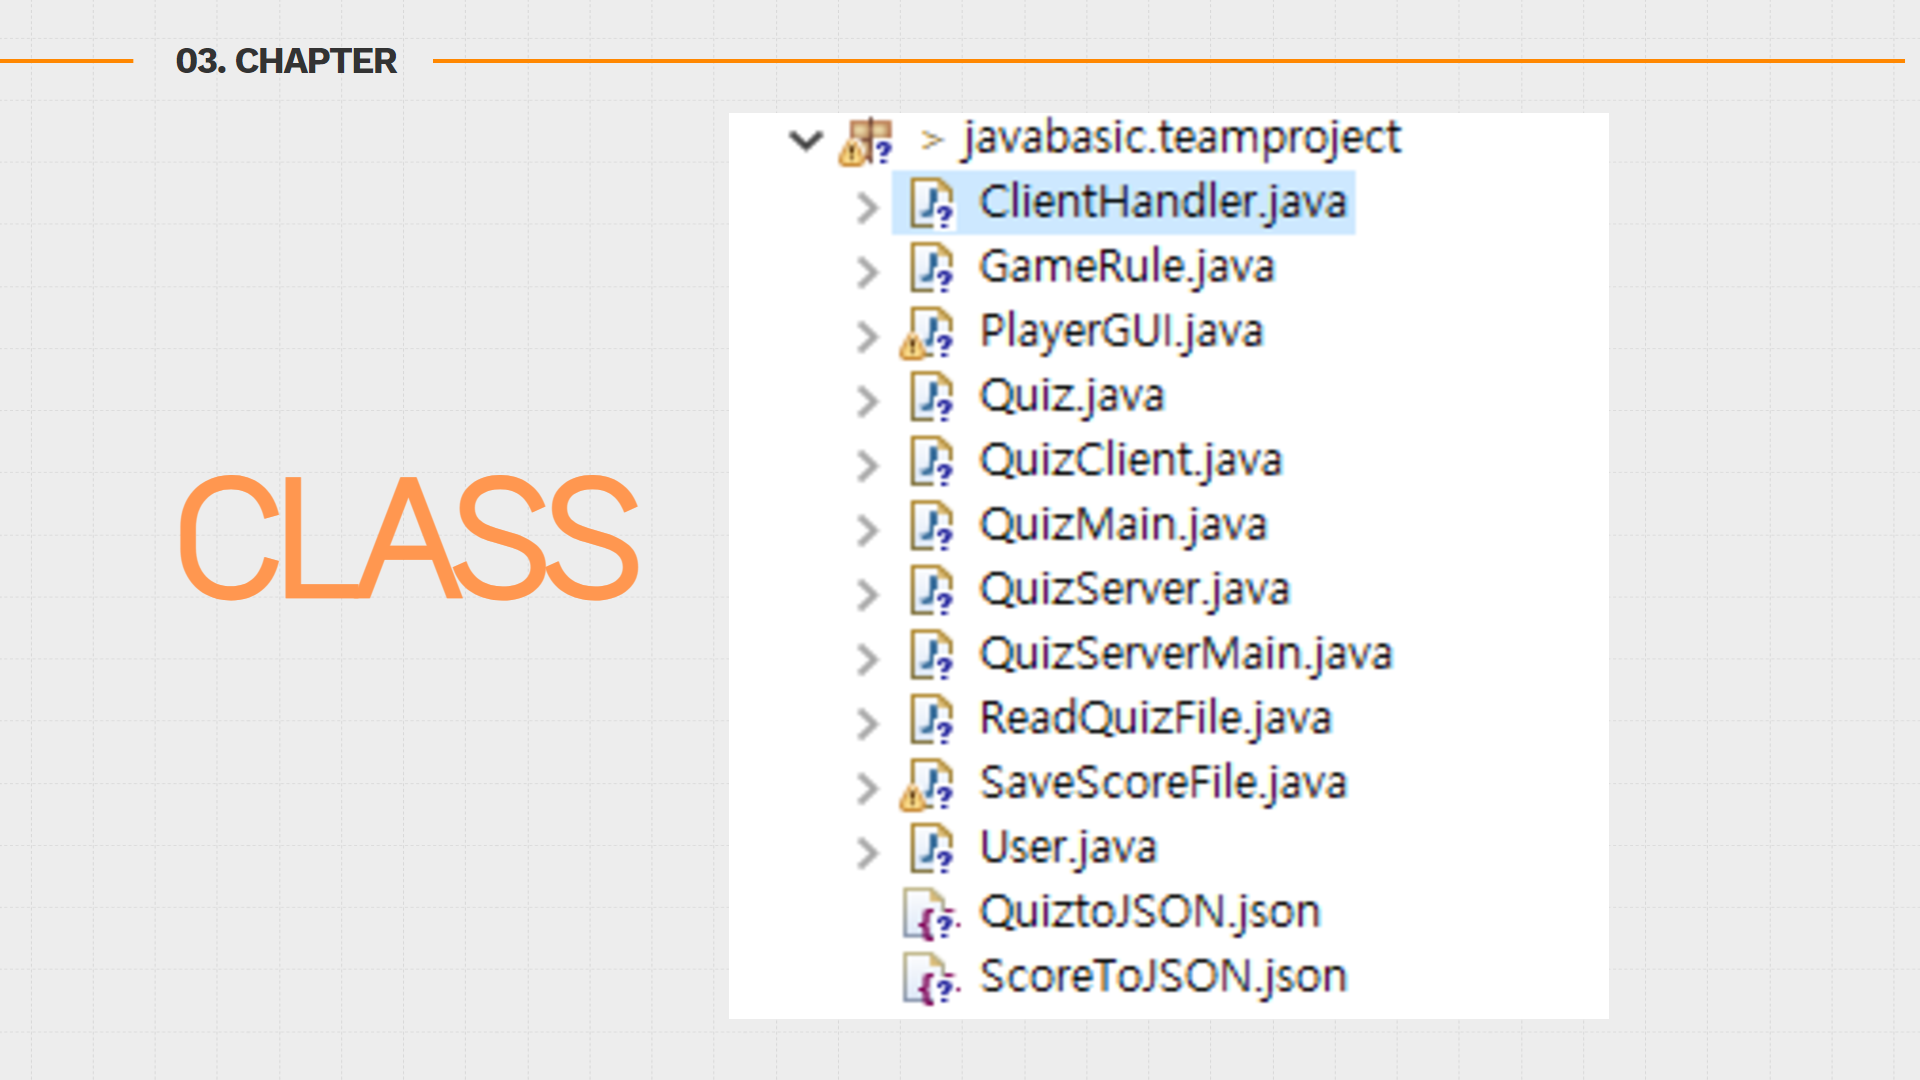 03. CHAPTER
CLASS
> javabasic.teamproject
ClientHandler.java
GameRule.java
PlayerGUI.java
Quiz.java
QuizClient.java
QuizMain.java
QuizServer.java
QuizServerMain.java
ReadQuizFile.java
SaveScoreFile.java
User.java
QuiztoJSON.json
ScoreToJSON.json